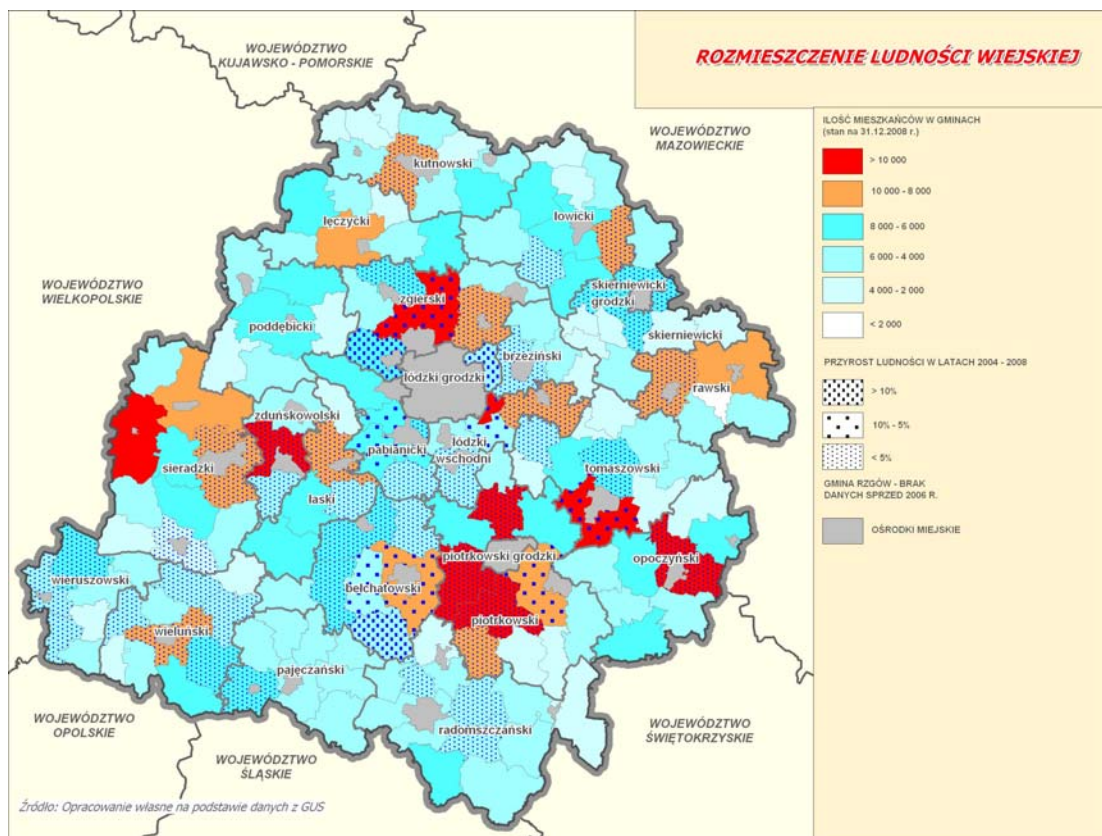 ROZMIESZCZENIE LUDNOŚCI WIEJSKIEJ
WOJEWÓDZTWO
KUJAWSKO - POMORSKIE
WOJEWÓDZTWO
MAZOWIECKIE
WOJEWÓDZTWO
WIELKOPOLSKIE
WOJEWÓDZTWO
OPOLSKIE
WOJEWÓDZTWO
ŚLĄSKIE
WOJEWÓDZTWO
ŚWIĘTOKRZYSKIE
kutnowski
łęczycki
łowicki
zgierski
skierniewicki
grodzki
skierniewicki
poddębicki
brzeziński
łódzki grodzki
rawski
zduńskowolski
pabianicki
łódzki
wschodni
sieradzki
łaski
tomaszowski
opoczyński
piotrkowski grodzki
bełchatowski
piotrkowski
wieruszowski
wieluński
pajęczański
radomszczański
Źródło: Opracowanie własne na podstawie danych z GUS
ILOŚĆ MIESZKAŃCÓW W GMINACH
(stan na 31.12.2008 r.)
> 10 000
10 000 - 8 000
8 000 - 6 000
6 000 - 4 000
4 000 - 2 000
< 2 000
PRZYROST LUDNOŚCI W LATACH 2004 - 2008
> 10%
10% - 5%
< 5%
GMINA RZGÓW - BRAK
DANYCH SPRZED 2006 R.
OŚRODKI MIEJSKIE